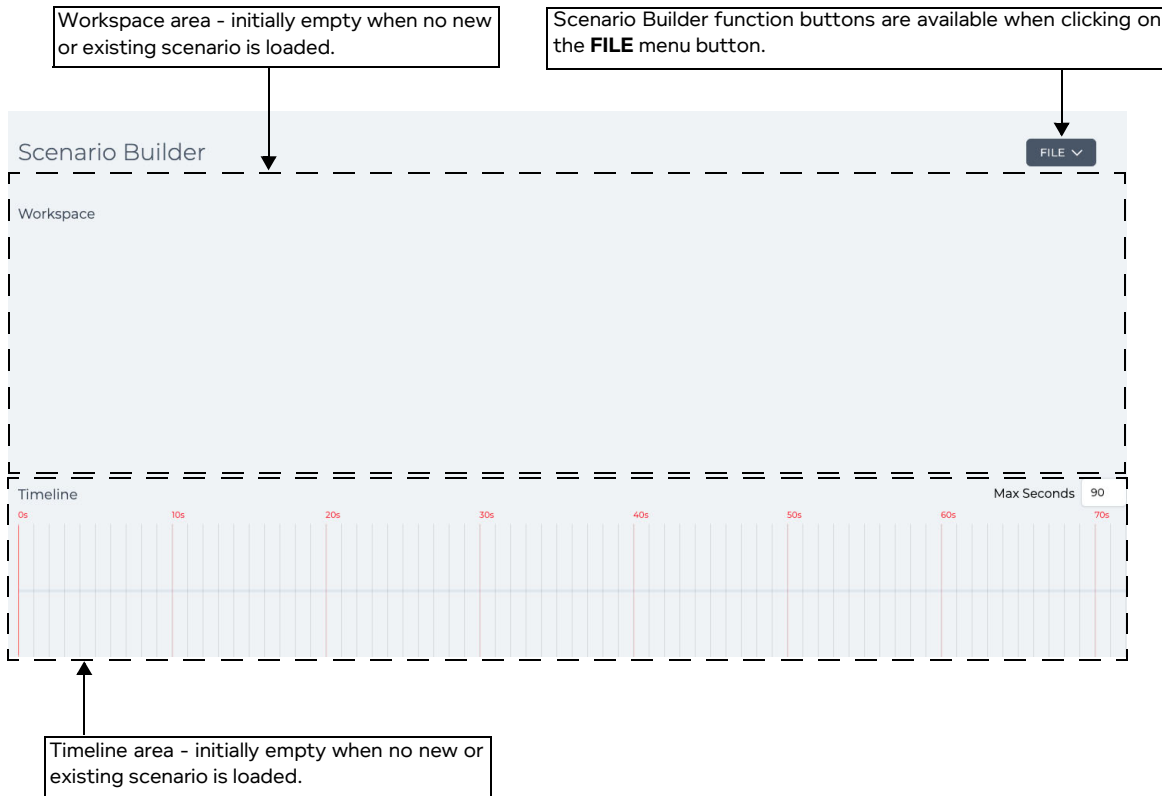 Workspace area - initially empty when no new
or existing scenario is loaded.
Scenario Builder function buttons are available when clicking on
the FILE menu button.
Scenario Builder
FILE
Workspace
Timeline
Max Seconds 90
0s 10s 20s 30s 40s 50s 60s 70s
Timeline area - initially empty when no new or
existing scenario is loaded.